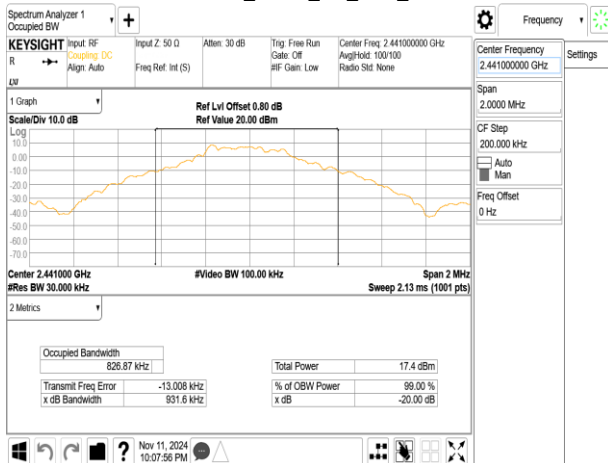 Spectrum Analyzer 1
Occupied BW
Frequency
KEYSIGHT
Input: RF
Input Z: 50 Ω
Atten: 30 dB
Trig: Free Run
Center Freq: 2.441000000 GHz
R
Coupling: DC
Gate: Off
Avg|Hold: 100/100
Align: Auto
Freq Ref: Int (S)
#IF Gain: Low
Radio Std: None
LXI
Center Frequency
2.441000000 GHz
Settings
Span
2.0000 MHz
CF Step
200.000 kHz
Auto
Man
Freq Offset
0 Hz
1 Graph
Ref Lvl Offset 0.80 dB
Scale/Div 10.0 dB
Ref Value 20.00 dBm
Log
10.0
0.00
-10.0
-20.0
-30.0
-40.0
-50.0
-60.0
-70.0
Center 2.441000 GHz
#Video BW 100.00 kHz
Span 2 MHz
#Res BW 30.000 kHz
Sweep 2.13 ms (1001 pts)
2 Metrics
Occupied Bandwidth
826.87 kHz
Total Power
17.4 dBm
Transmit Freq Error
-13.008 kHz
% of OBW Power
99.00 %
x dB Bandwidth
931.6 kHz
x dB
-20.00 dB
?
Nov 11, 2024
10:07:56 PM